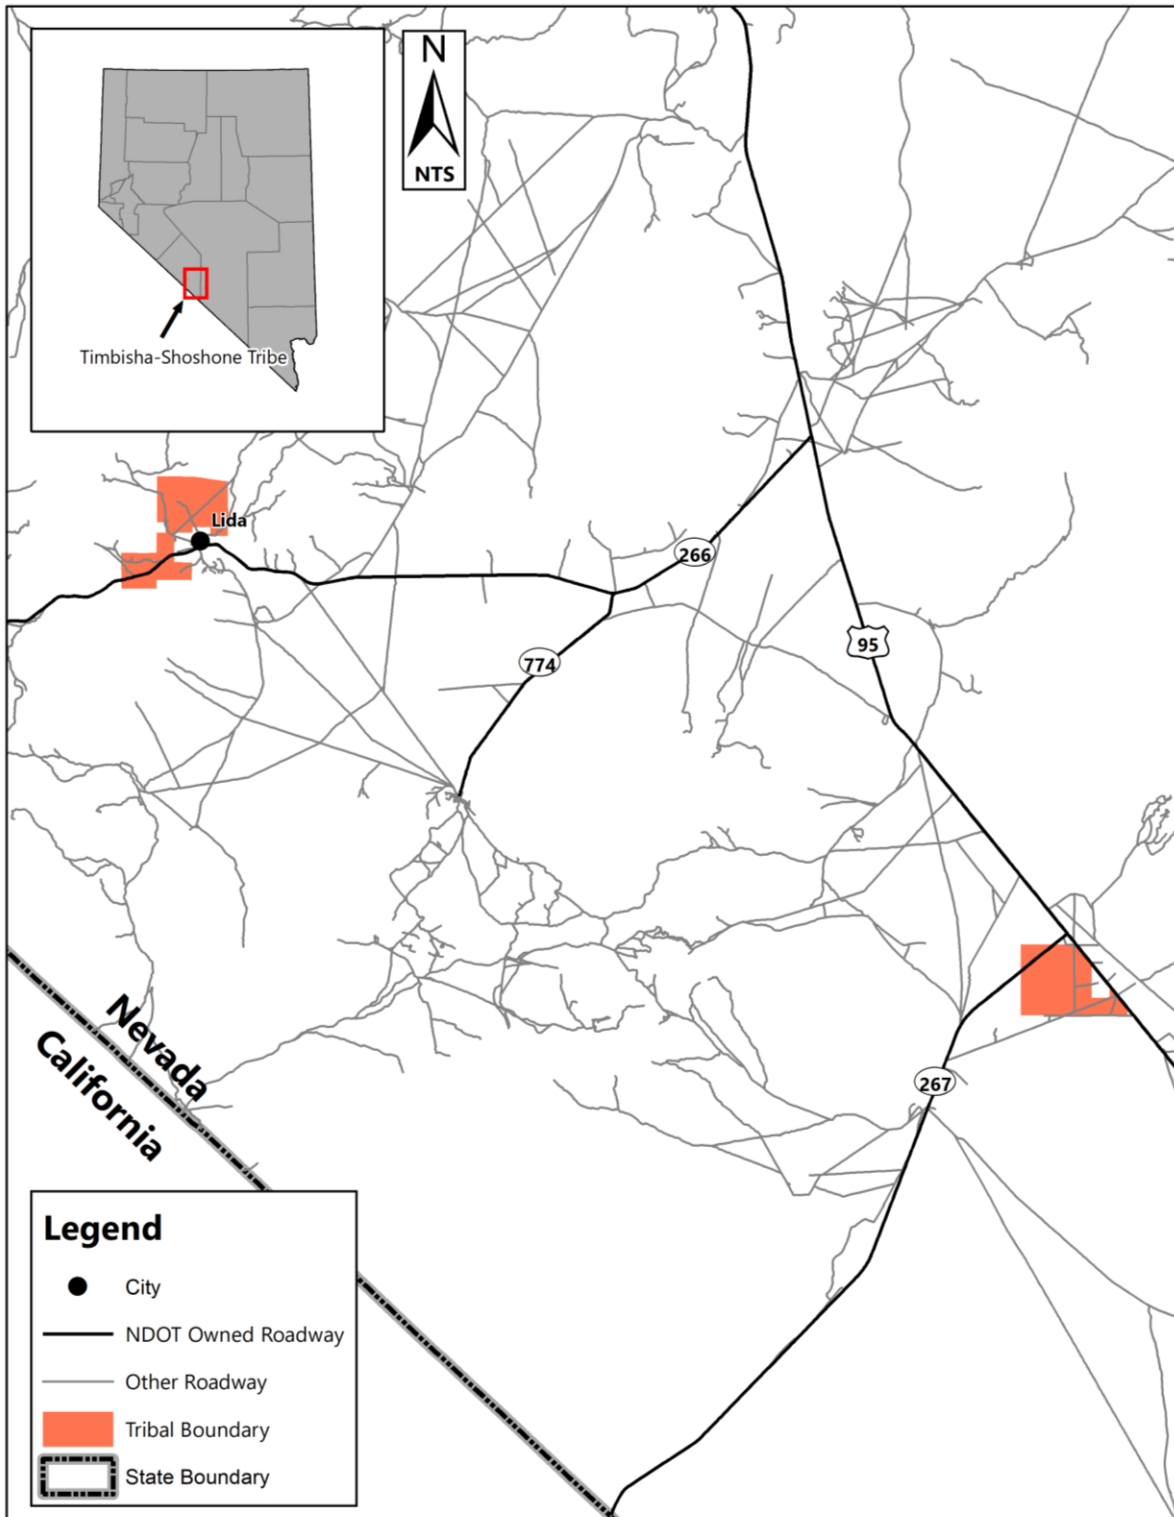 N
NTS
Timbisha-Shoshone Tribe
Lida
266
774
95
267
Nevada
California
Legend
City
NDOT Owned Roadway
Other Roadway
Tribal Boundary
State Boundary